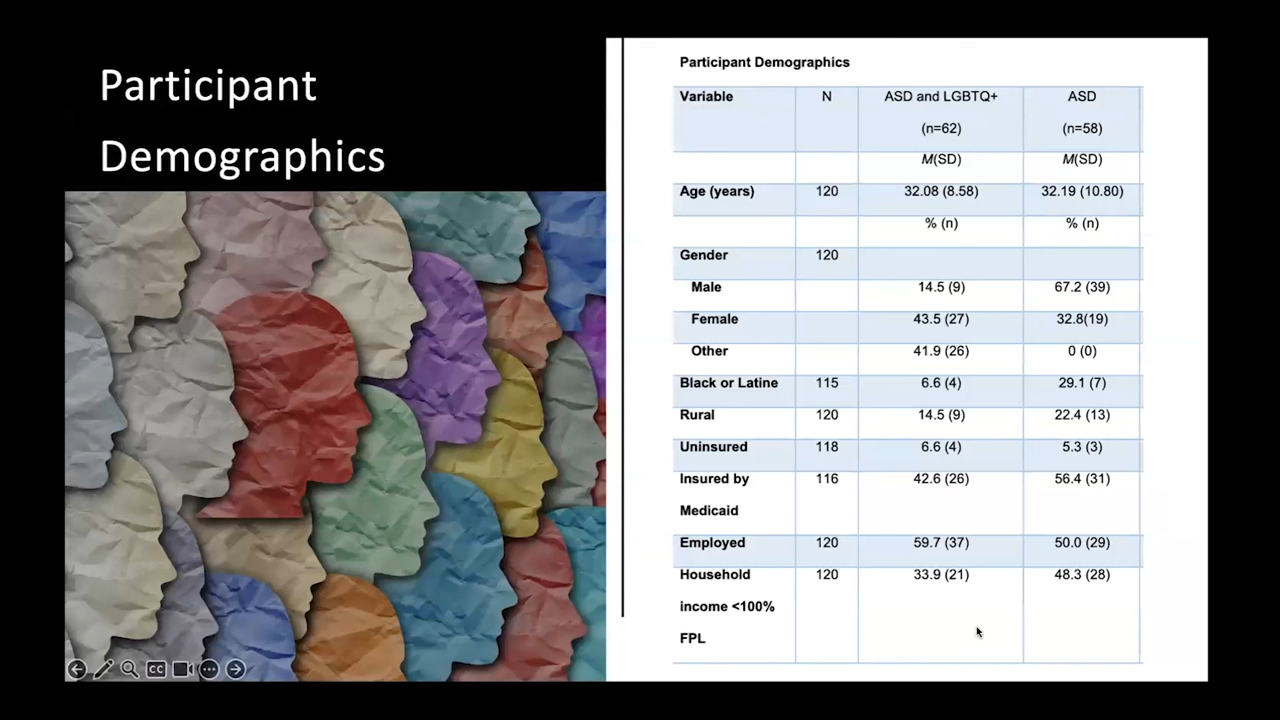 Participant
Demographics
Participant Demographics
Variable N ASD and LGBTQ+ ASD
(n=62) (n=58)
M(SD) M(SD)
Age (years) 120 32.08 (8.58) 32.19 (10.80)
% (n) % (n)
Gender 120
Male 14.5 (9) 67.2 (39)
Female 43.5 (27) 32.8(19)
Other 41.9 (26) 0 (0)
Black or Latine 115 6.6 (4) 29.1 (7)
Rural 120 14.5 (9) 22.4 (13)
Uninsured 118 6.6 (4) 5.3 (3)
Insured by 116 42.6 (26) 56.4 (31)
Medicaid
Employed 120 59.7 (37) 50.0 (29)
Household 120 33.9 (21) 48.3 (28)
income <100%
FPL
CC